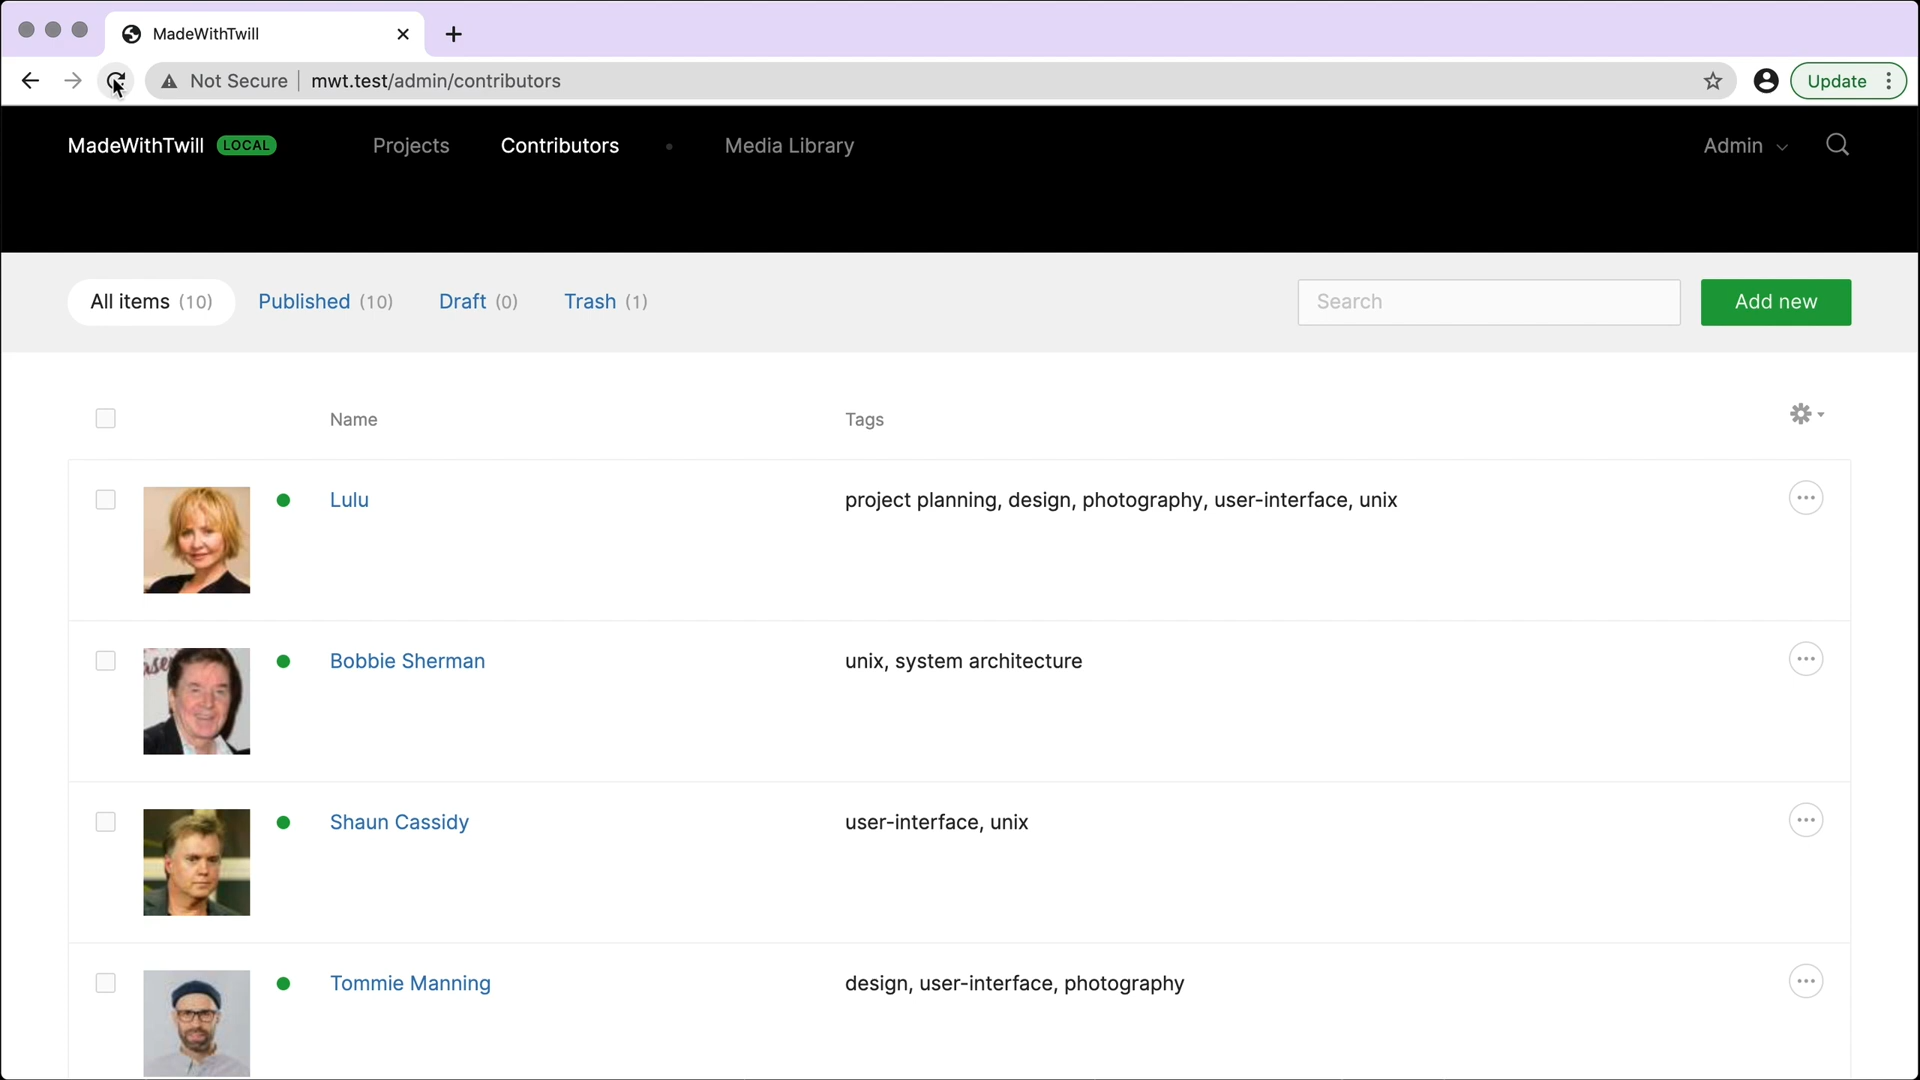 MadeWithTwill
Not Secure mwt.test/admin/contributors Update
MadeWithTwill LOCAL Projects Contributors Media Library Admin
All items (10) Published (10) Draft (0) Trash (1) Search Add new
Name Tags
Lulu project planning, design, photography, user-interface, unix
Bobbie Sherman unix, system architecture
Shaun Cassidy user-interface, unix
Tommie Manning design, user-interface, photography